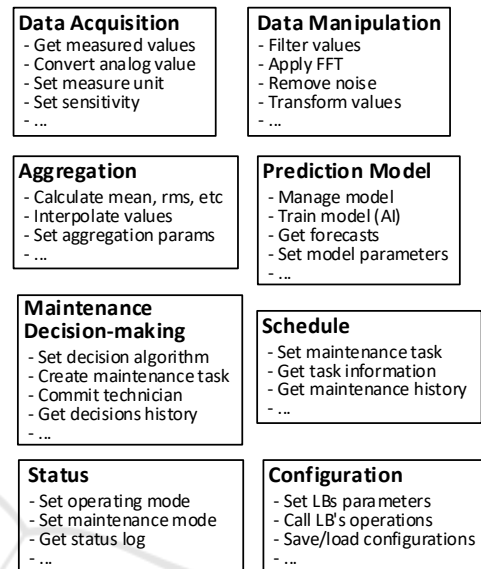 Data Acquisition
- Get measured values
- Convert analog value
- Set measure unit
- Set sensitivity
- ...
Data Manipulation
- Filter values
- Apply FFT
- Remove noise
- Transform values
- ...
Aggregation
- Calculate mean, rms, etc
- Interpolate values
- Set aggregation params
- ...
Prediction Model
- Manage model
- Train model (AI)
- Get forecasts
- Set model parameters
- ...
Maintenance
Decision-making
- Set decision algorithm
- Create maintenance task
- Commit technician
- Get decisions history
- ...
Schedule
- Set maintenance task
- Get task information
- Get maintenance history
- ...
Status
- Set operating mode
- Set maintenance mode
- Get status log
- ...
Configuration
- Set LBs parameters
- Call LB's operations
- Save/load configurations
- ...